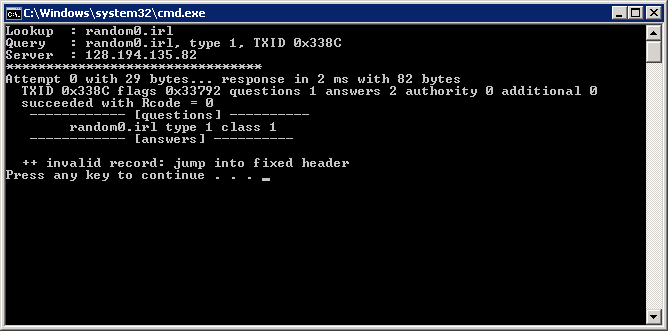 C:\Windows\system32\cmd.exe
Lookup  : random0.irl
Query   : random0.irl, type 1, TXID 0x338C
Server  : 128.194.135.82
********************************
Attempt 0 with 29 bytes... response in 2 ms with 82 bytes
  TXID 0x338C flags 0x33792 questions 1 answers 2 authority 0 additional 0
  succeeded with Rcode = 0
   ------------ [questions] ----------
        random0.irl type 1 class 1
   ------------ [answers] ----------
  ++ invalid record: jump into fixed header
Press any key to continue . . . _